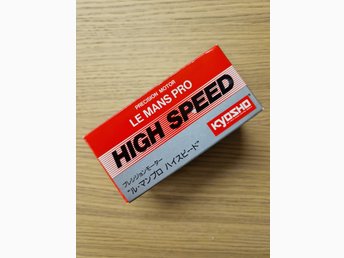 PRECISION MOTOR
LE MANS PRO
HIGH SPEED
KYOSHO
プレシジョンモーター
"ル・マンプロ ハイスピード"